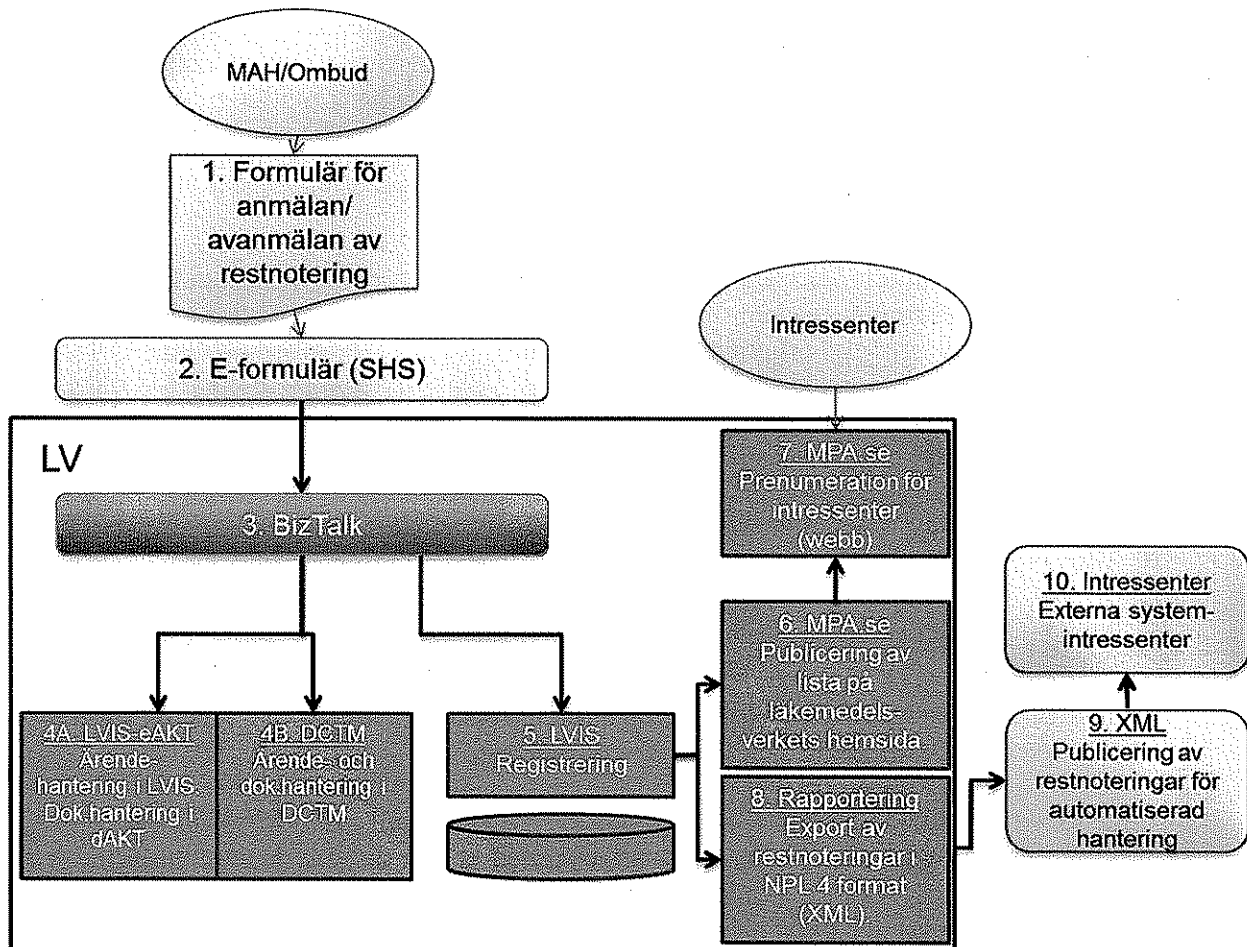 MAH/Ombud
1. Formulär för
anmälan/
avanmälan av
restnotering
2. E-formulär (SHS)
Intressenter
LV
3. BizTalk
4A. LVIS-eAKT
Ärende-
hantering i LVIS
Dok.hantering i
dAKT
4B. DCTM
Ärende- och
dok.hantering i
DCTM
5. LVIS
Registrering
7. MPA.se
Prenumeration för
intressenter
(webb)
6. MPA.se
Publicering av
lista på
läkemedels-
verkets hemsida
8. Rapportering
Export av
restnoteringar i
NPL 4 format
(XML)
10. Intressenter
Externa system-
intressenter
9. XML
Publicering av
restnoteringar för
automatiserad
hantering